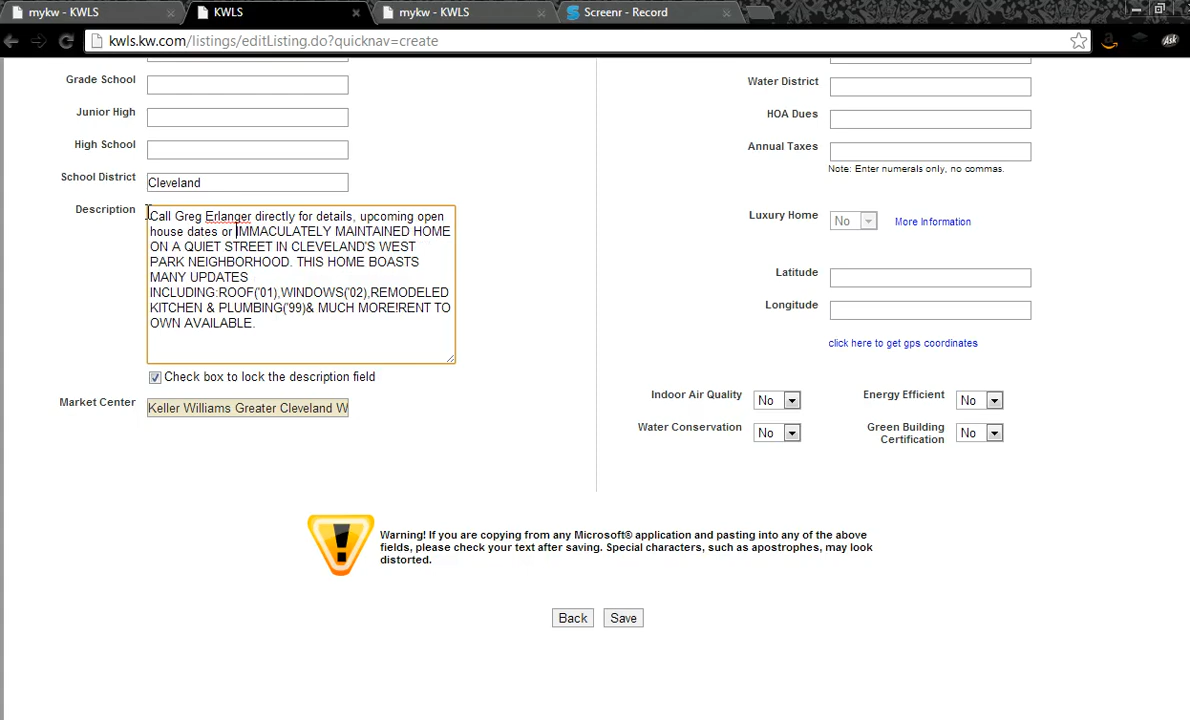 mykw - KWLS
KWLS
mykw - KWLS
Screenr - Record
kwls.kw.com/listings/editListing.do?quicknav=create
Ask
Grade School
Junior High
High School
School District
Cleveland
Description
Call Greg Erlanger directly for details, upcoming open
house dates or IMMACULATELY MAINTAINED HOME
ON A QUIET STREET IN CLEVELAND'S WEST
PARK NEIGHBORHOOD. THIS HOME BOASTS
MANY UPDATES
INCLUDING:ROOF('01),WINDOWS('02),REMODELED
KITCHEN & PLUMBING('99)& MUCH MORE!RENT TO
OWN AVAILABLE.
Check box to lock the description field
Market Center
Keller Williams Greater Cleveland W
Water District
HOA Dues
Annual Taxes
Note: Enter numerals only, no commas.
Luxury Home
No
More Information
Latitude
Longitude
click here to get gps coordinates
Indoor Air Quality
No
Energy Efficient
No
Water Conservation
No
Green Building
Certification
No
Warning! If you are copying from any Microsoft® application and pasting into any of the above
fields, please check your text after saving. Special characters, such as apostrophes, may look
distorted.
Back
Save